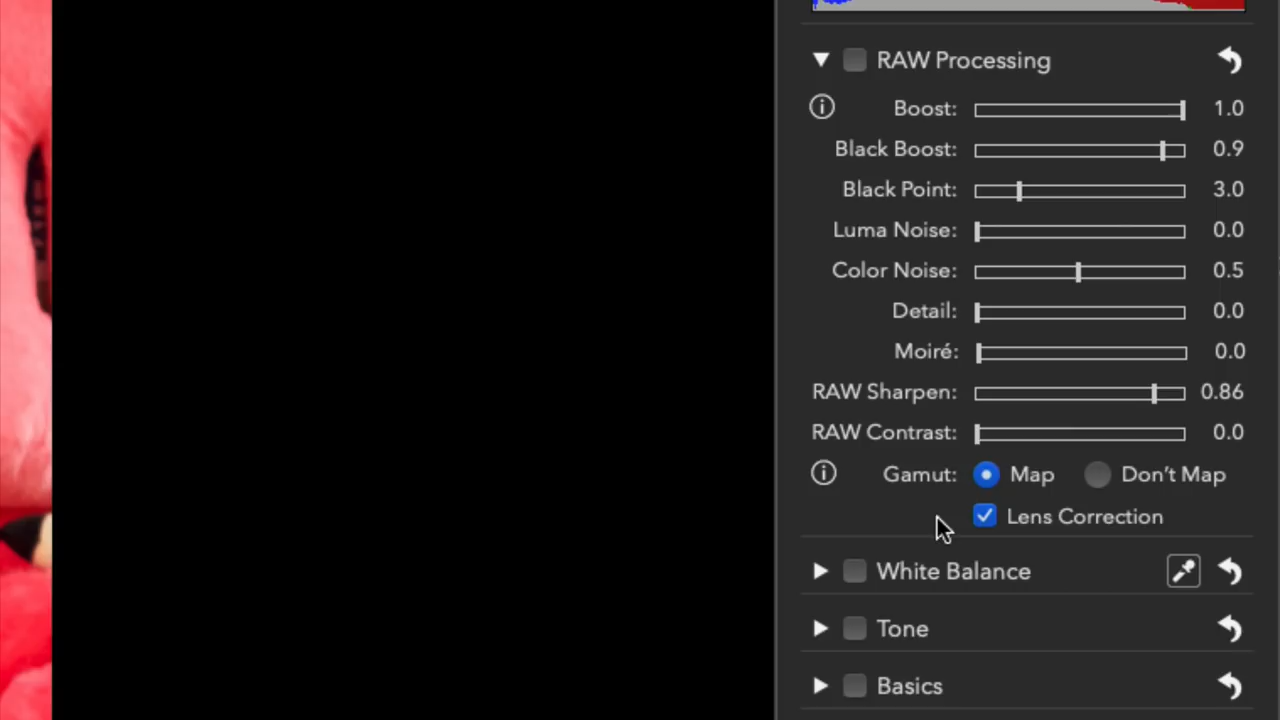 RAW Processing
Boost: 1.0
Black Boost: 0.9
Black Point: 3.0
Luma Noise: 0.0
Color Noise: 0.5
Detail: 0.0
Moiré: 0.0
RAW Sharpen: 0.86
RAW Contrast: 0.0
Gamut: Map Don't Map
Lens Correction
White Balance
Tone
Basics